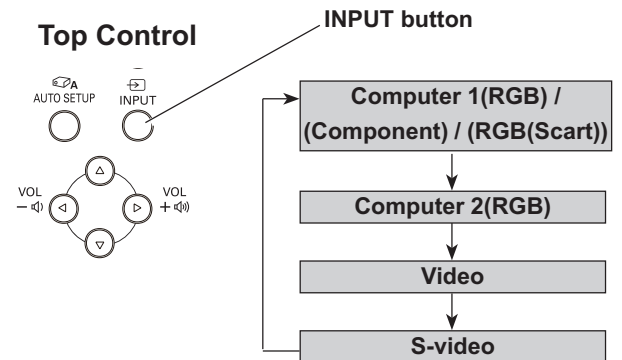 Top Control
INPUT button
A
AUTO SETUP
INPUT
VOL
−
VOL
+
Computer 1(RGB) /
(Component) / (RGB(Scart))
Computer 2(RGB)
Video
S-video